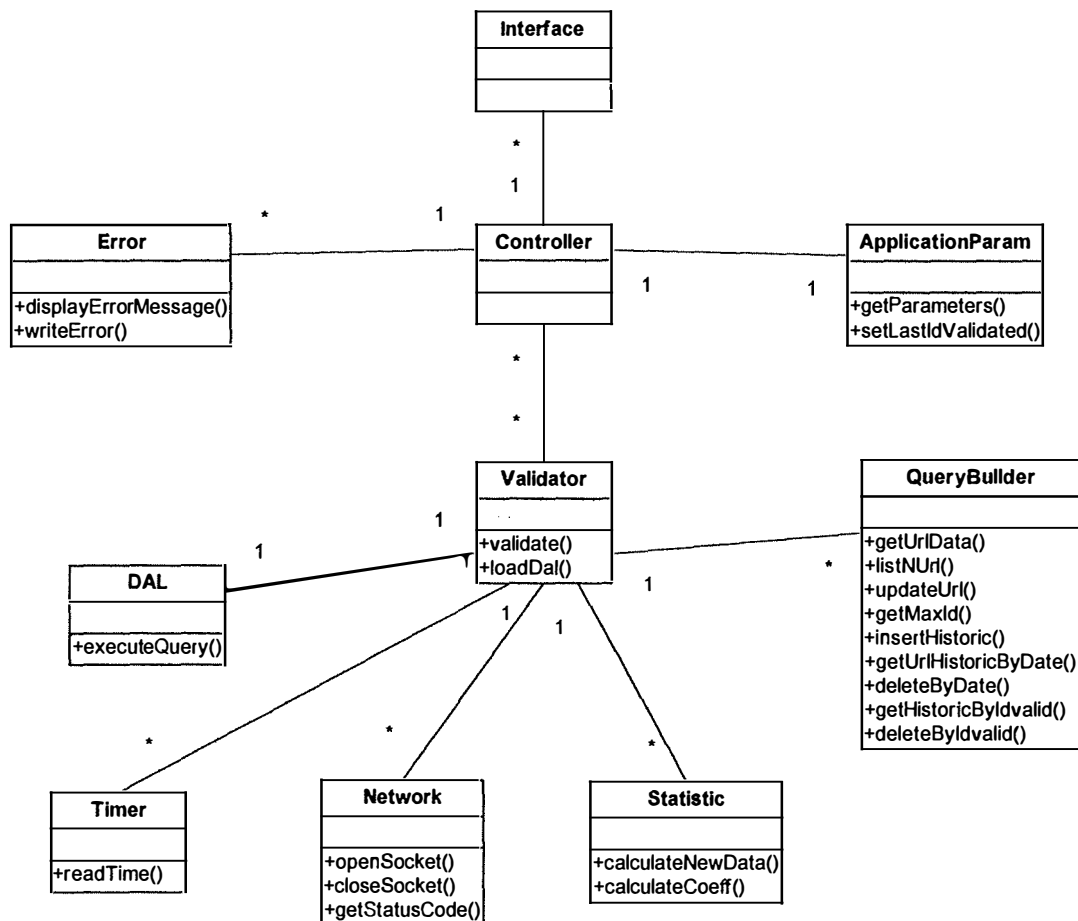 Interface
*
1
*
1
Error
+displayErrorMessage()
+writeError()
Controller
1
1
ApplicationParam
+getParameters()
+setLastIdValidated()
*
*
Validator
+validate()
+loadDal()
1
1
DAL
+executeQuery()
1
*
QueryBuilder
+getUrlData()
+listNUrl()
+updateUrl()
+getMaxId()
+insertHistoric()
+getUrlHistoricByDate()
+deleteByDate()
+getHistoricByIdvalid()
+deleteByIdvalid()
1
1
*
*
*
Timer
+readTime()
Network
+openSocket()
+closeSocket()
+getStatusCode()
Statistic
+calculateNewData()
+calculateCoeff()